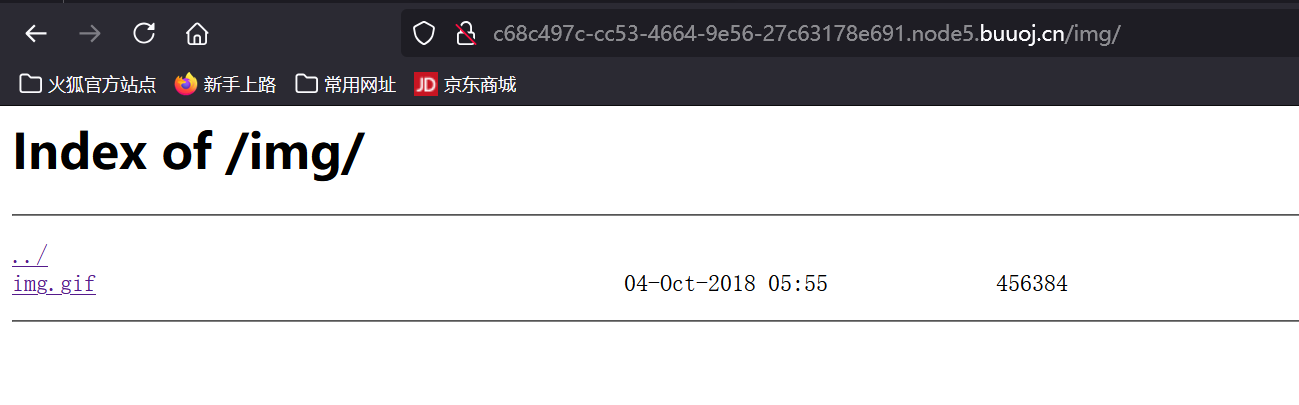 c68c497c-cc53-4664-9e56-27c63178e691.node5.buuoj.cn/img/
火狐官方站点 新手上路 常用网址 JD 京东商城
Index of /img/
../
img.gif 04-Oct-2018 05:55 456384